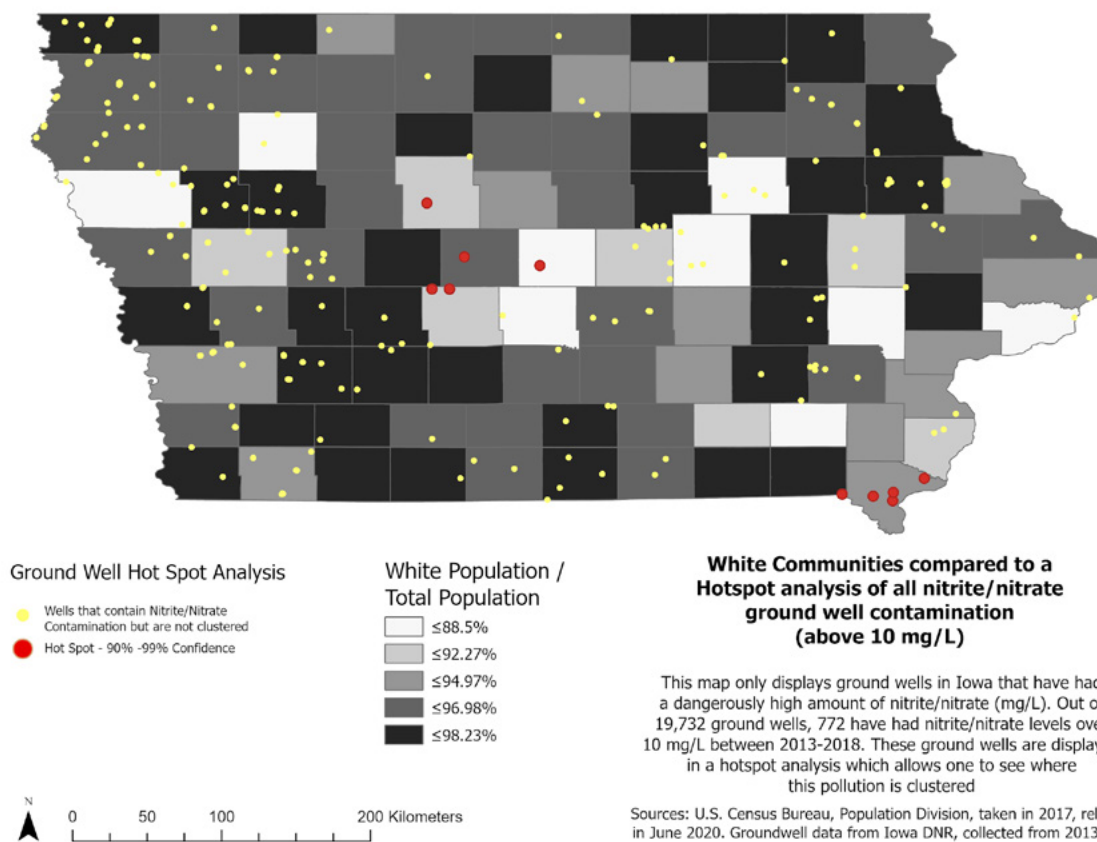 Ground Well Hot Spot Analysis
Wells that contain Nitrite/Nitrate
Contamination but are not clustered
Hot Spot - 90% -99% Confidence
White Population /
Total Population
≤88.5%
≤92.27%
≤94.97%
≤96.98%
≤98.23%
White Communities compared to a
Hotspot analysis of all nitrite/nitrate
ground well contamination
(above 10 mg/L)
This map only displays ground wells in Iowa that have had
a dangerously high amount of nitrite/nitrate (mg/L). Out o
19,732 ground wells, 772 have had nitrite/nitrate levels ove
10 mg/L between 2013-2018. These ground wells are display
in a hotspot analysis which allows one to see where
this pollution is clustered
Sources: U.S. Census Bureau, Population Division, taken in 2017, rel
in June 2020. Groundwell data from Iowa DNR, collected from 2013
N
0 50 100 200 Kilometers